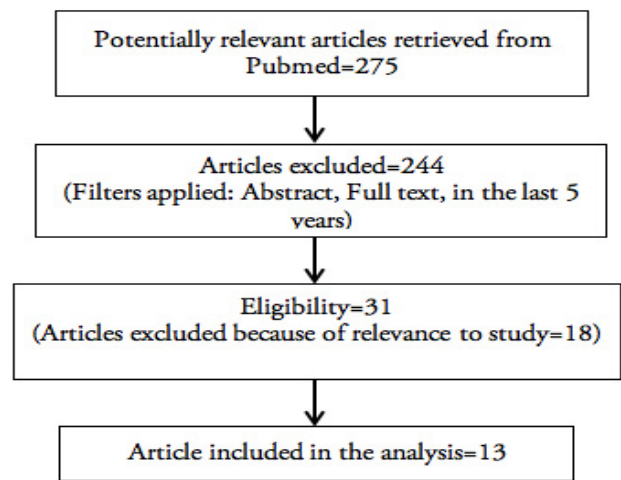 Potentially relevant articles retrieved from
Pubmed=275
Articles excluded=244
(Filters applied: Abstract, Full text, in the last 5
years)
Eligibility=31
(Articles excluded because of relevance to study=18)
Article included in the analysis=13